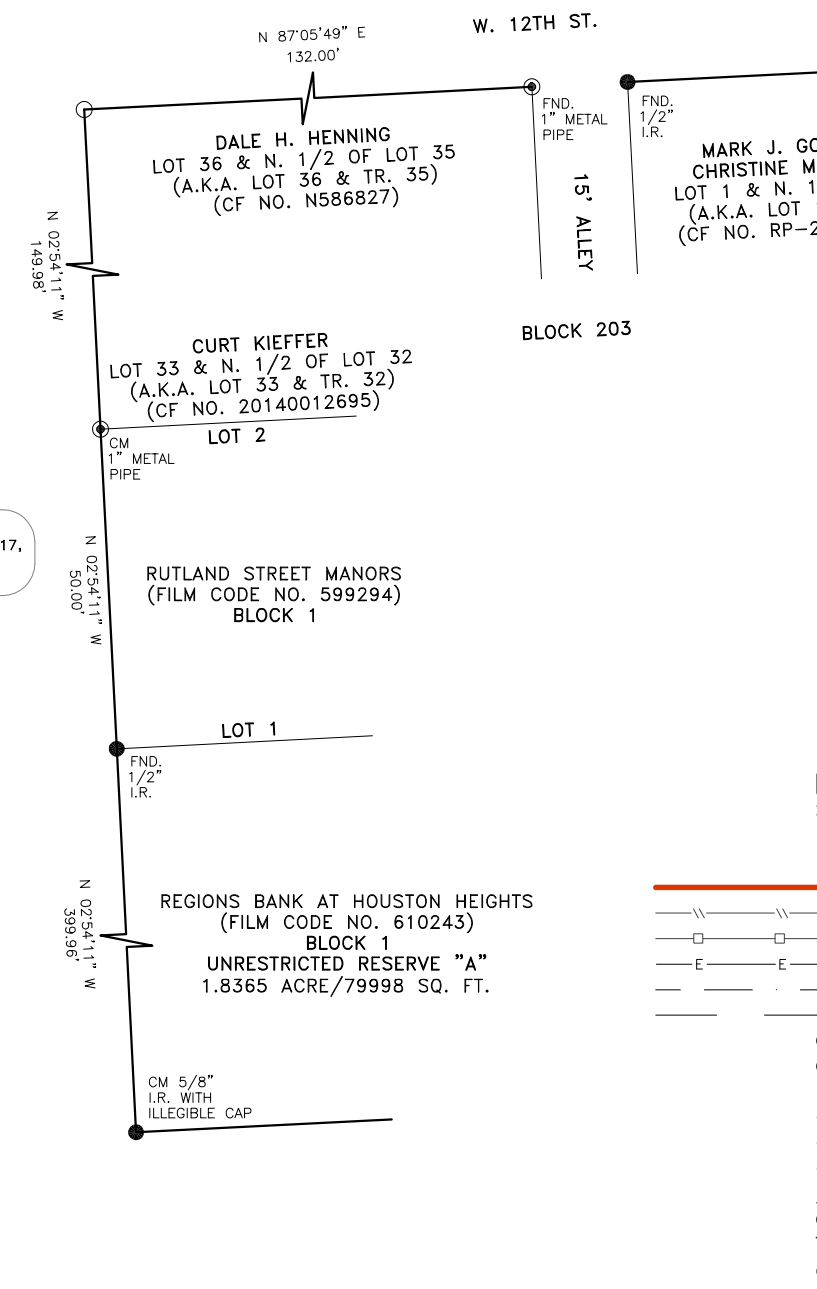 W. 12TH ST.
N 87°05'49" E
132.00'
FND.
1" METAL
PIPE
FND.
1/2"
I.R.
DALE H. HENNING
LOT 36 & N. 1/2 OF LOT 35
(A.K.A. LOT 36 & TR. 35)
(CF NO. N586827)
15' ALLEY
MARK J. GO
CHRISTINE M
LOT 1 & N. 1
(A.K.A. LOT
(CF NO. RP-2
N 02°54'11" W
149.98'
BLOCK 203
CURT KIEFFER
LOT 33 & N. 1/2 OF LOT 32
(A.K.A. LOT 33 & TR. 32)
(CF NO. 20140012695)
LOT 2
CM
1" METAL
PIPE
17,
N 02°54'11" W
50.00'
RUTLAND STREET MANORS
(FILM CODE NO. 599294)
BLOCK 1
LOT 1
FND.
1/2"
I.R.
N 02°54'11" W
399.96'
REGIONS BANK AT HOUSTON HEIGHTS
(FILM CODE NO. 610243)
BLOCK 1
UNRESTRICTED RESERVE "A"
1.8365 ACRE/79998 SQ. FT.
E E
CM 5/8"
I.R. WITH
ILLEGIBLE CAP